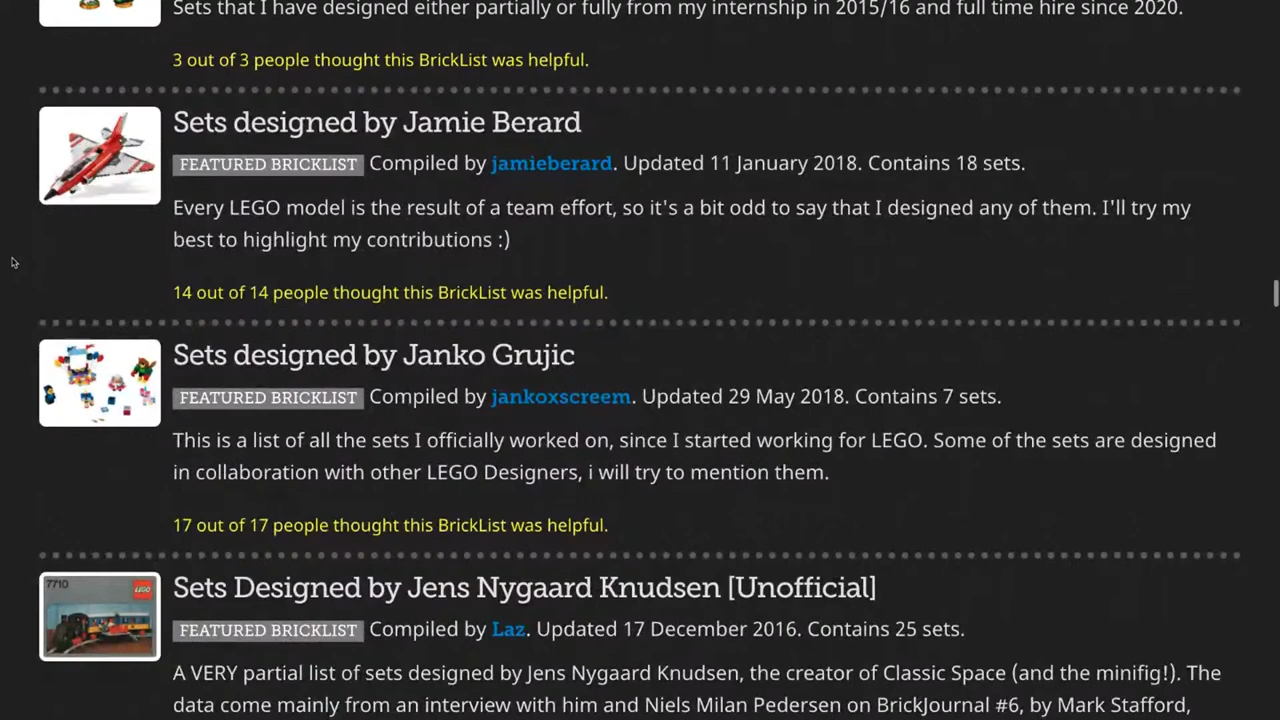 Sets that I have designed either partially or fully from my internship in 2015/16 and full time hire since 2020.
3 out of 3 people thought this BrickList was helpful.
Sets designed by Jamie Berard
FEATURED BRICKLIST Compiled by jamieberard. Updated 11 January 2018. Contains 18 sets.
Every LEGO model is the result of a team effort, so it's a bit odd to say that I designed any of them. I'll try my
best to highlight my contributions :)
14 out of 14 people thought this BrickList was helpful.
Sets designed by Janko Grujic
FEATURED BRICKLIST Compiled by jankoxscreem. Updated 29 May 2018. Contains 7 sets.
This is a list of all the sets I officially worked on, since I started working for LEGO. Some of the sets are designed
in collaboration with other LEGO Designers, i will try to mention them.
17 out of 17 people thought this BrickList was helpful.
7710
LEGO
Sets Designed by Jens Nygaard Knudsen [Unofficial]
FEATURED BRICKLIST Compiled by Laz. Updated 17 December 2016. Contains 25 sets.
A VERY partial list of sets designed by Jens Nygaard Knudsen, the creator of Classic Space (and the minifig!). The
data come mainly from an interview with him and Niels Milan Pedersen on BrickJournal #6, by Mark Stafford,